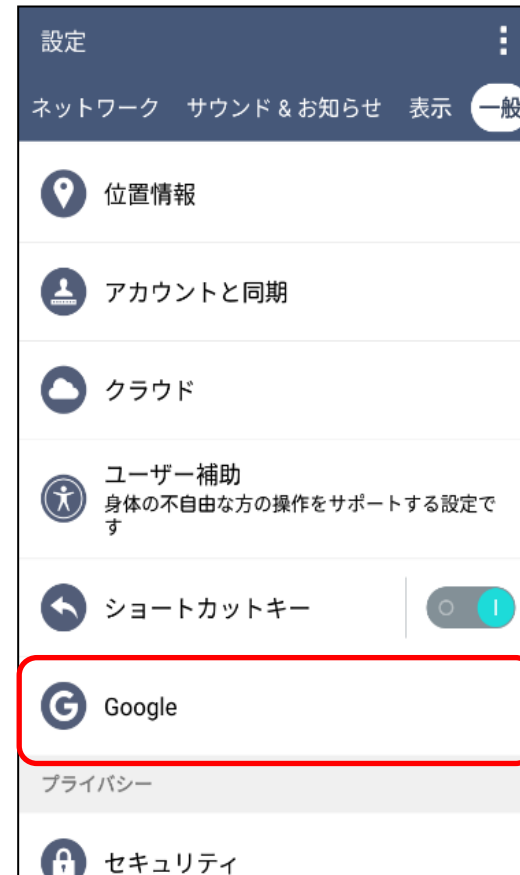 設定
ネットワーク サウンド & お知らせ 表示 一般
位置情報
アカウントと同期
クラウド
ユーザー補助
身体の不自由な方の操作をサポートする設定で
す
ショートカットキー
Google
プライバシー
セキュリティ